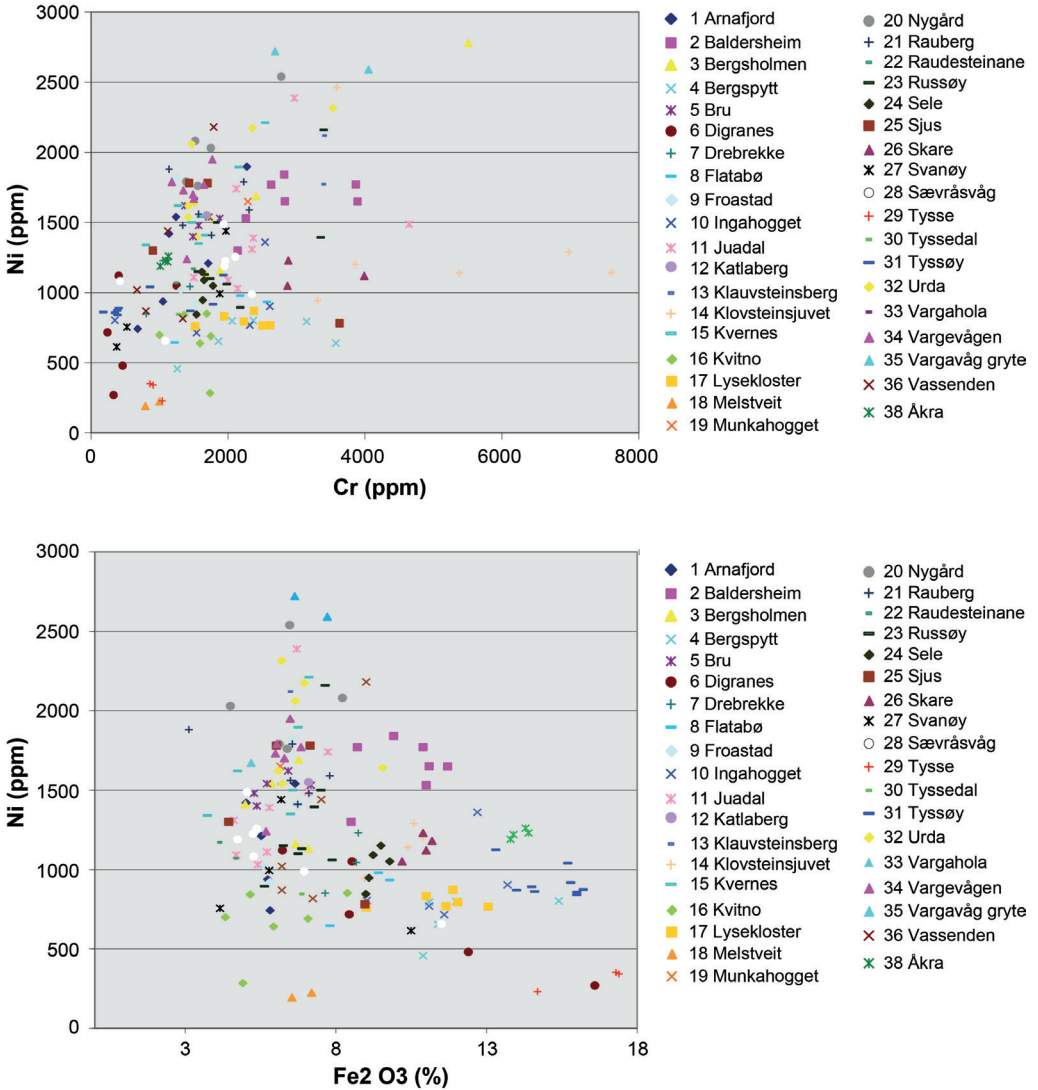 3000
2500
2000
1500
1000
500
0
Ni (ppm)
0 2000 4000 6000 8000
Cr (ppm)
1 Arnafjord
2 Baldersheim
3 Bergsholmen
4 Bergspytt
5 Bru
6 Digranes
7 Drebrekke
8 Flatabø
9 Froastad
10 Ingahogget
11 Juadal
12 Katlaberg
13 Klauvsteinsberg
14 Klovsteinsjuvet
15 Kvernes
16 Kvitno
17 Lysekloster
18 Melstveit
19 Munkahogget
20 Nygård
21 Rauberg
22 Raudesteinane
23 Russøy
24 Sele
25 Sjus
26 Skare
27 Svanøy
28 Sævråsvåg
29 Tysse
30 Tyssedal
31 Tyssøy
32 Urda
33 Vargahola
34 Vargevågen
35 Vargavåg gryte
36 Vassenden
38 Åkra
3000
2500
2000
1500
1000
500
0
Ni (ppm)
3 8 13 18
Fe2 O3 (%)
1 Arnafjord
2 Baldersheim
3 Bergsholmen
4 Bergspytt
5 Bru
6 Digranes
7 Drebrekke
8 Flatabø
9 Froastad
10 Ingahogget
11 Juadal
12 Katlaberg
13 Klauvsteinsberg
14 Klovsteinsjuvet
15 Kvernes
16 Kvitno
17 Lysekloster
18 Melstveit
19 Munkahogget
20 Nygård
21 Rauberg
22 Raudesteinane
23 Russøy
24 Sele
25 Sjus
26 Skare
27 Svanøy
28 Sævråsvåg
29 Tysse
30 Tyssedal
31 Tyssøy
32 Urda
33 Vargahola
34 Vargevågen
35 Vargavåg gryte
36 Vassenden
38 Åkra